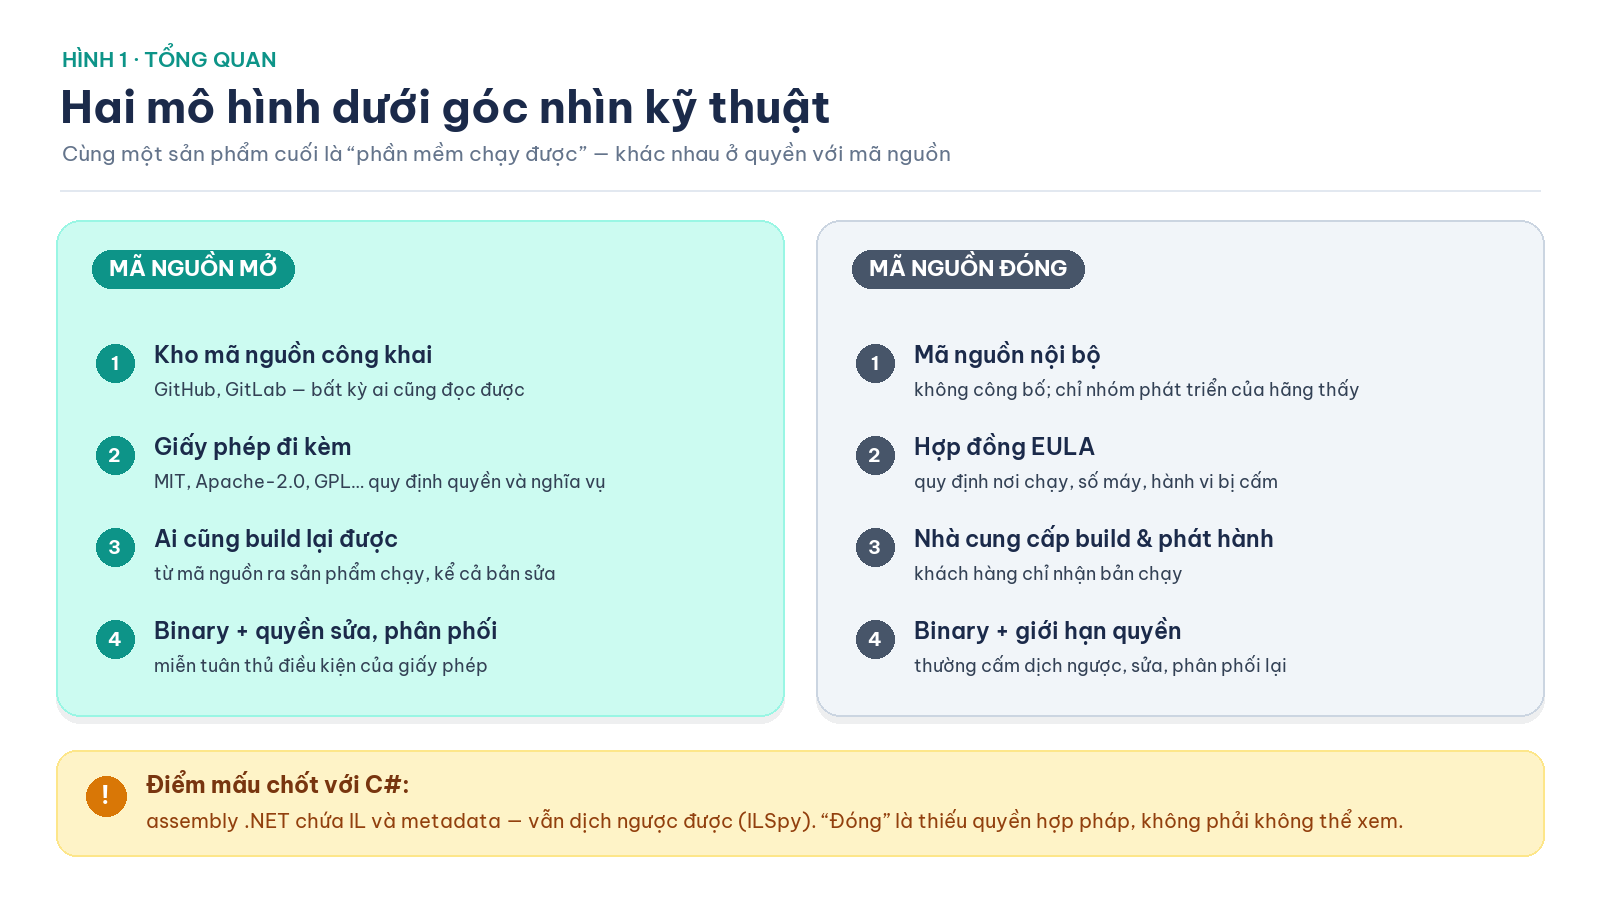 HÌNH 1 · TỔNG QUAN
Hai mô hình dưới góc nhìn kỹ thuật
Cùng một sản phẩm cuối là “phần mềm chạy được” — khác nhau ở quyền với mã nguồn
MÃ NGUỒN MỞ
1 Kho mã nguồn công khai
GitHub, GitLab — bất kỳ ai cũng đọc được
2 Giấy phép đi kèm
MIT, Apache-2.0, GPL... quy định quyền và nghĩa vụ
3 Ai cũng build lại được
từ mã nguồn ra sản phẩm chạy, kể cả bản sửa
4 Binary + quyền sửa, phân phối
miễn tuân thủ điều kiện của giấy phép
MÃ NGUỒN ĐÓNG
1 Mã nguồn nội bộ
không công bố; chỉ nhóm phát triển của hãng thấy
2 Hợp đồng EULA
quy định nơi chạy, số máy, hành vi bị cấm
3 Nhà cung cấp build & phát hành
khách hàng chỉ nhận bản chạy
4 Binary + giới hạn quyền
thường cấm dịch ngược, sửa, phân phối lại
! Điểm mấu chốt với C#:
assembly .NET chứa IL và metadata — vẫn dịch ngược được (ILSpy). “Đóng” là thiếu quyền hợp pháp, không phải không thể xem.